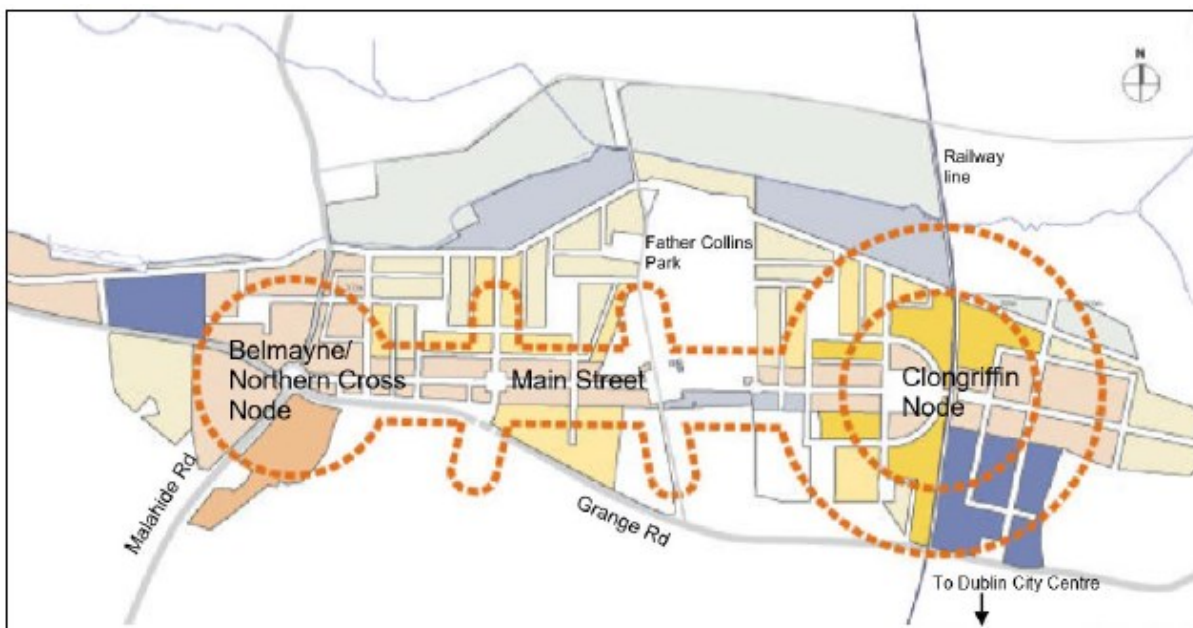 N
Railway
line
Father Collins
Park
Belmayne/
Northern Cross
Node
Main Street
Clongriffin
Node
Malahide Rd
Grange Rd
To Dublin City Centre